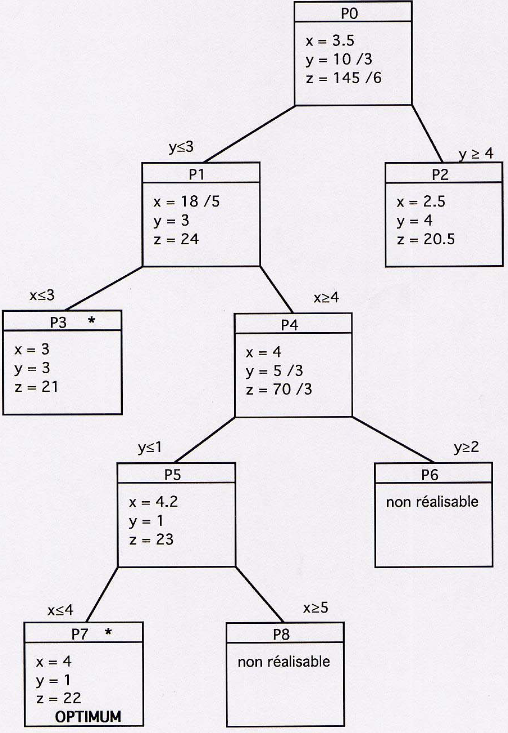 P0
x = 3.5
y = 10 /3
z = 145 /6
y≤3
y ≥ 4
P1
x = 18 /5
y = 3
z = 24
P2
x = 2.5
y = 4
z = 20.5
x≤3
x≥4
P3 *
x = 3
y = 3
z = 21
P4
x = 4
y = 5 /3
z = 70 /3
y≤1
y≥2
P5
x = 4.2
y = 1
z = 23
P6
non réalisable
x≤4
x≥5
P7 *
x = 4
y = 1
z = 22
OPTIMUM
P8
non réalisable